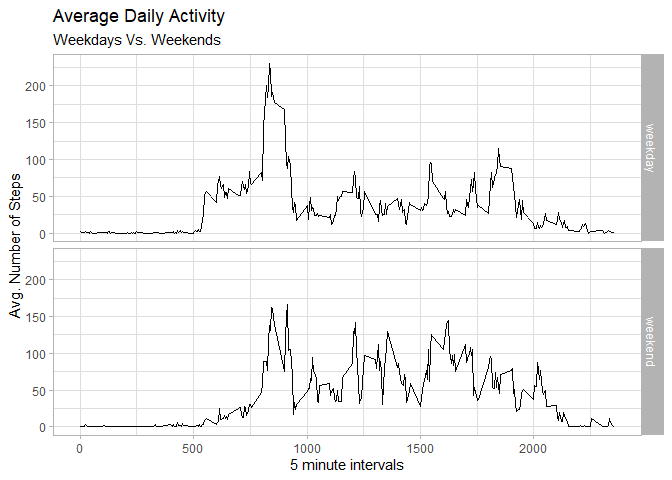 Average Daily Activity
Weekdays Vs. Weekends
Avg. Number of Steps
200
150
100
50
0
weekday
200
150
100
50
0
weekend
0 500 1000 1500 2000
5 minute intervals